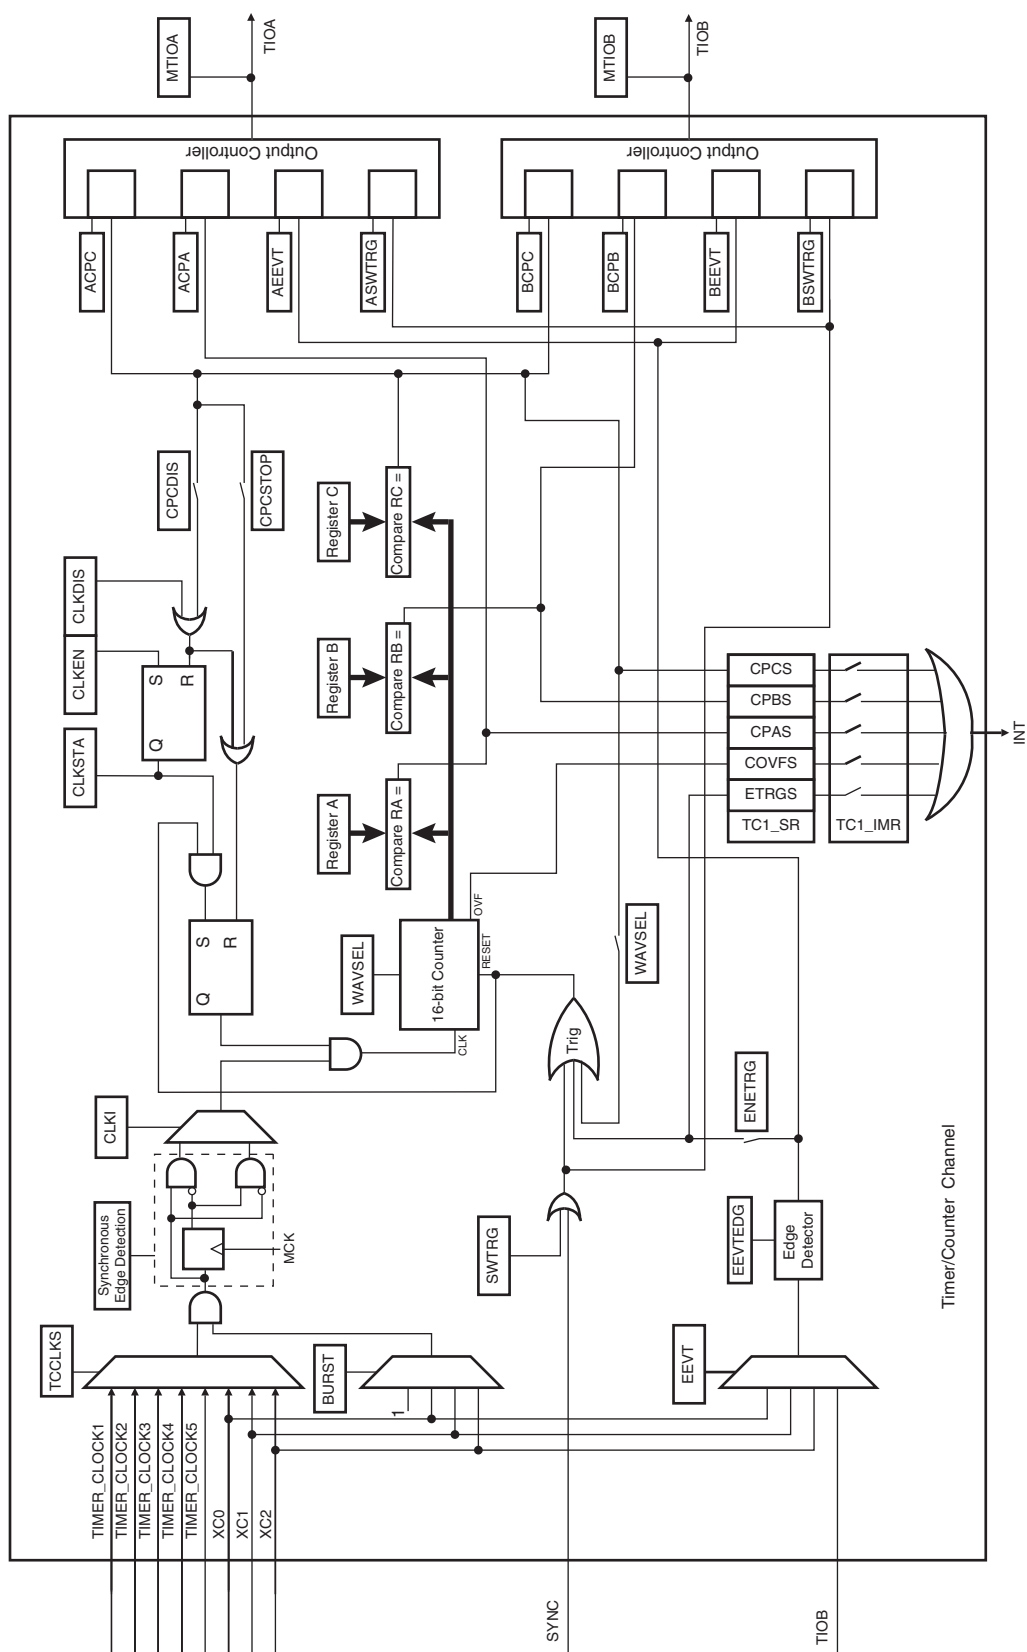 MTIOA
TIOA
MTIOB
TIOB
Output Controller
Output Controller
ACPC
ACPA
AEEVT
ASWTRG
BCPC
BCPB
BEEVT
BSWTRG
CPCDIS
CPCSTOP
Register C
Compare RC =
CLKDIS
CLKEN
S
R
Q
CLKSTA
Register B
Compare RB =
Register A
Compare RA =
CPCS
CPBS
CPAS
COVFS
ETRGS
TC1_SR
TC1_IMR
INT
S
R
Q
WAVSEL
16-bit Counter
OVF
RESET
CLK
WAVSEL
Trig
CLKI
ENETRG
Synchronous
Edge Detection
MCK
SWTRG
EEVTEDG
Edge
Detector
Timer/Counter Channel
TCCLKS
BURST
EEVT
1
TIMER_CLOCK1
TIMER_CLOCK2
TIMER_CLOCK3
TIMER_CLOCK4
TIMER_CLOCK5
XC0
XC1
XC2
SYNC
TIOB